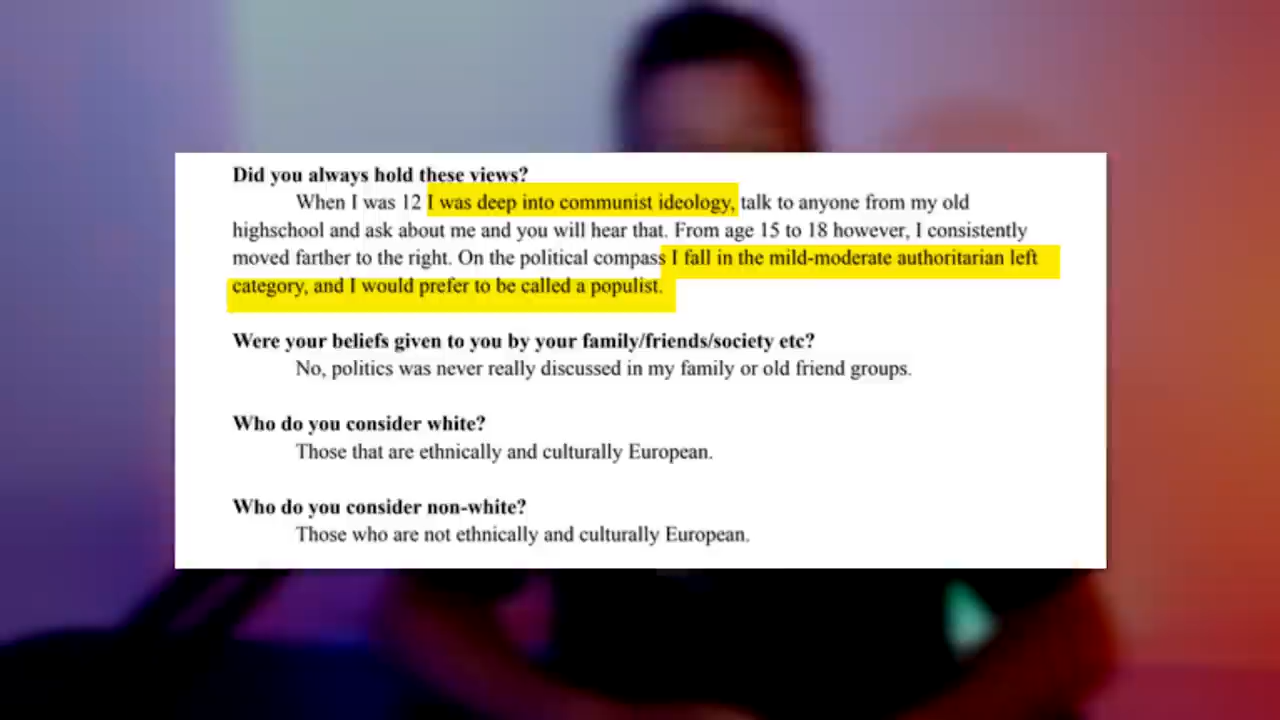 Did you always hold these views?
When I was 12 I was deep into communist ideology, talk to anyone from my old
highschool and ask about me and you will hear that. From age 15 to 18 however, I consistently
moved farther to the right. On the political compass I fall in the mild-moderate authoritarian left
category, and I would prefer to be called a populist.
Were your beliefs given to you by your family/friends/society etc?
No, politics was never really discussed in my family or old friend groups.
Who do you consider white?
Those that are ethnically and culturally European.
Who do you consider non-white?
Those who are not ethnically and culturally European.